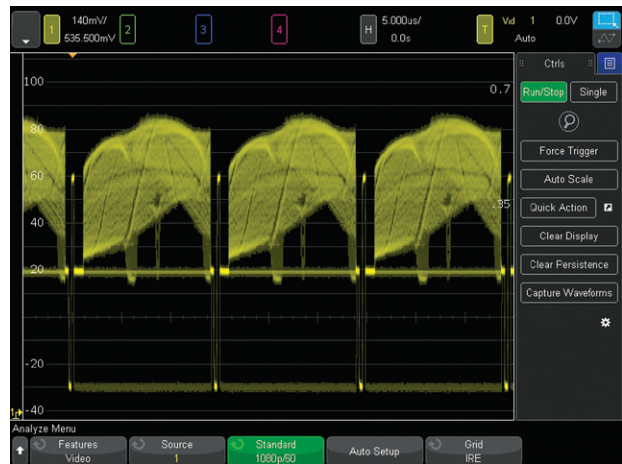 1 140mV/ 2 3 4 H 5.000us/ T Vid 1 0.0V
535.500mV 0.0s Auto
Ctrls
100
0.7
Run/Stop Single
80
Force Trigger
60
Auto Scale
.35
Quick Action
40
Clear Display
20
Clear Persistence
Capture Waveforms
-20
-40
Analyze Menu
Features Source Standard Auto Setup Grid
Video 1 1080p/60 IRE